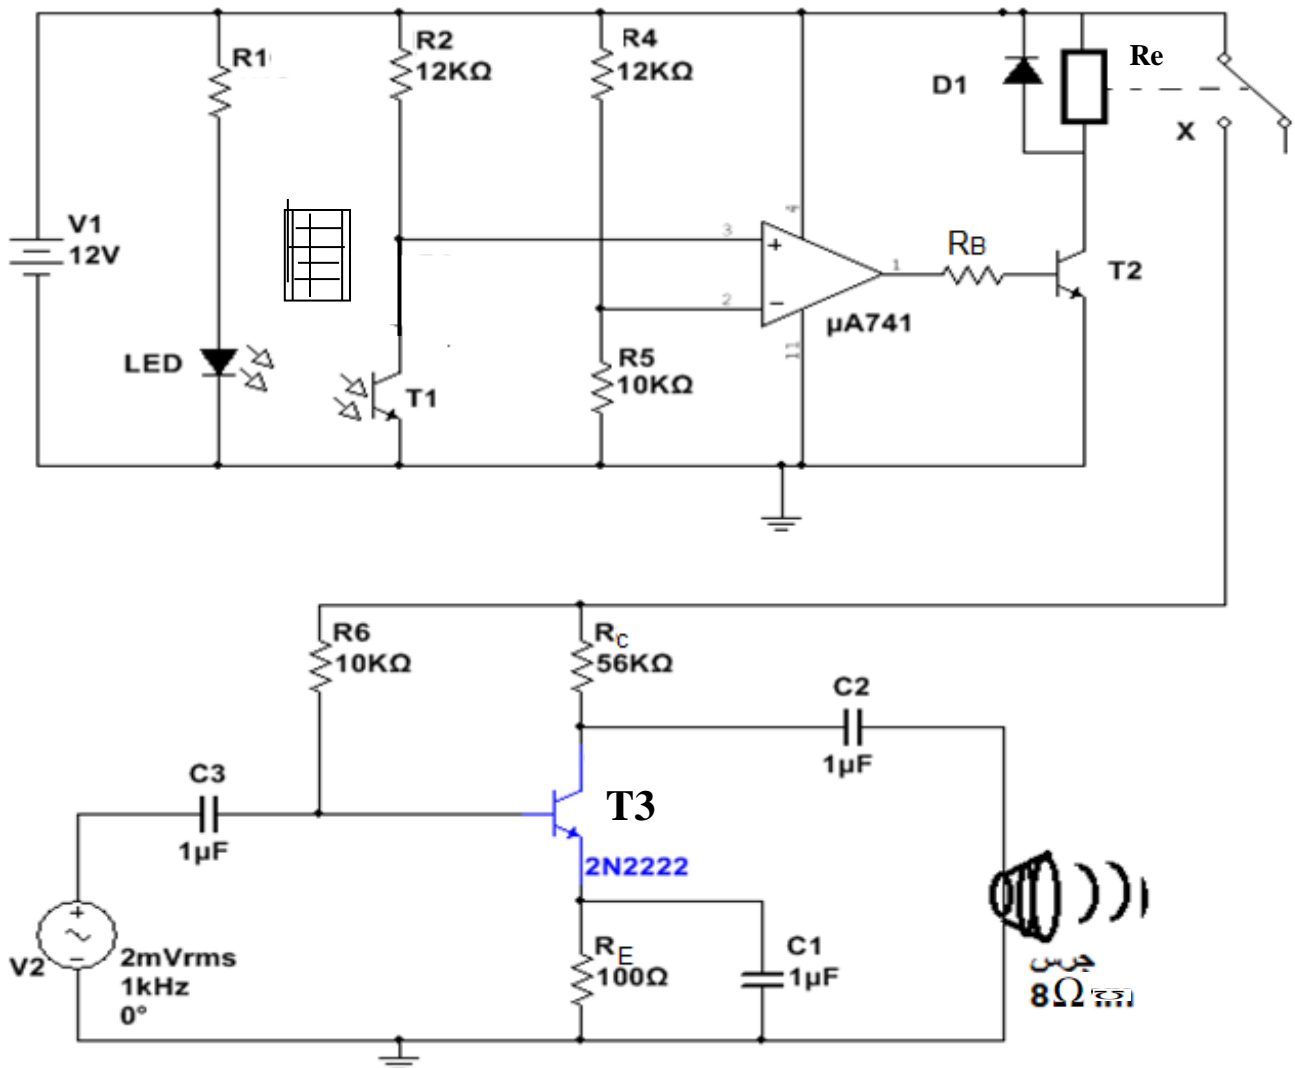 R1
R2
12KΩ
R4
12KΩ
D1
Re
X
V1
12V
3
+
4
2
−
1
11
µA741
RB
T2
LED
T1
R5
10KΩ
R6
10KΩ
Rc
56KΩ
C2
1µF
C3
1µF
T3
2N2222
V2
+
−
2mVrms
1kHz
0°
RE
100Ω
C1
1µF
جرس
8Ω